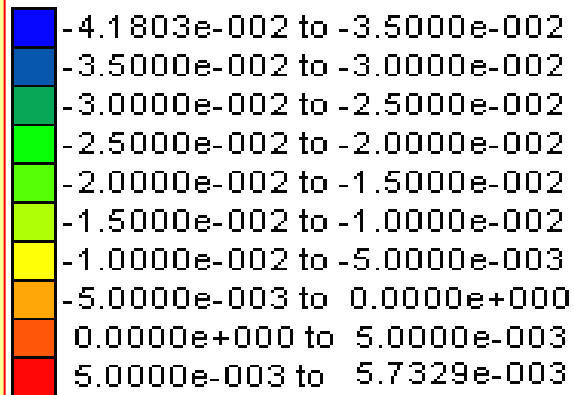 -4.1803e-002 to -3.5000e-002
-3.5000e-002 to -3.0000e-002
-3.0000e-002 to -2.5000e-002
-2.5000e-002 to -2.0000e-002
-2.0000e-002 to -1.5000e-002
-1.5000e-002 to -1.0000e-002
-1.0000e-002 to -5.0000e-003
-5.0000e-003 to 0.0000e+000
0.0000e+000 to 5.0000e-003
5.0000e-003 to 5.7329e-003